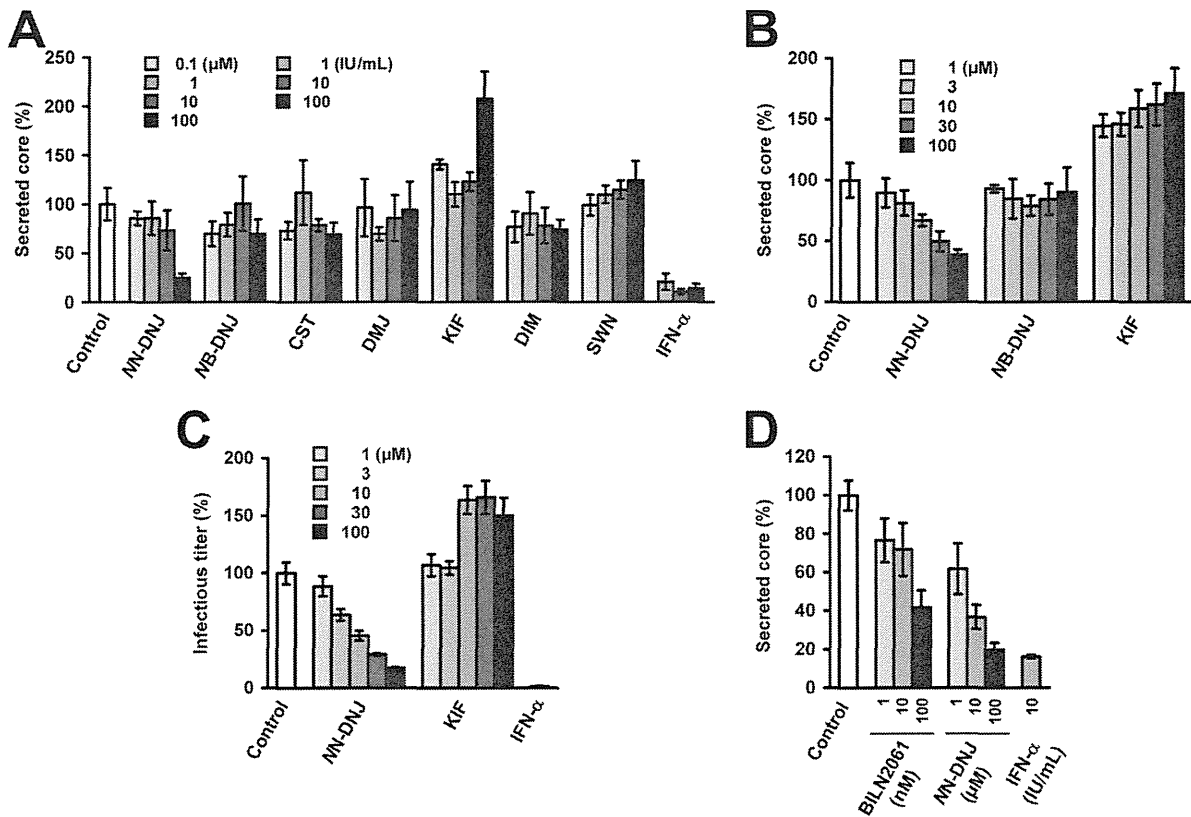 A
Secreted core (%)
250
200
150
100
50
0
0.1 (µM)
1
10
100
1 (IU/mL)
10
100
Control
NN-DNJ
NB-DNJ
CST
DMJ
KIF
DIM
SWN
IFN-α
B
Secreted core (%)
200
150
100
50
0
1 (µM)
3
10
30
100
Control
NN-DNJ
NB-DNJ
KIF
C
Infectious titer (%)
200
150
100
50
0
1 (µM)
3
10
30
100
Control
NN-DNJ
KIF
IFN-α
D
Secreted core (%)
120
100
80
60
40
20
0
1 10 100 1 10 100 10
Control
BILN2061
(nM)
NN-DNJ
(µM)
IFN-α
(IU/mL)